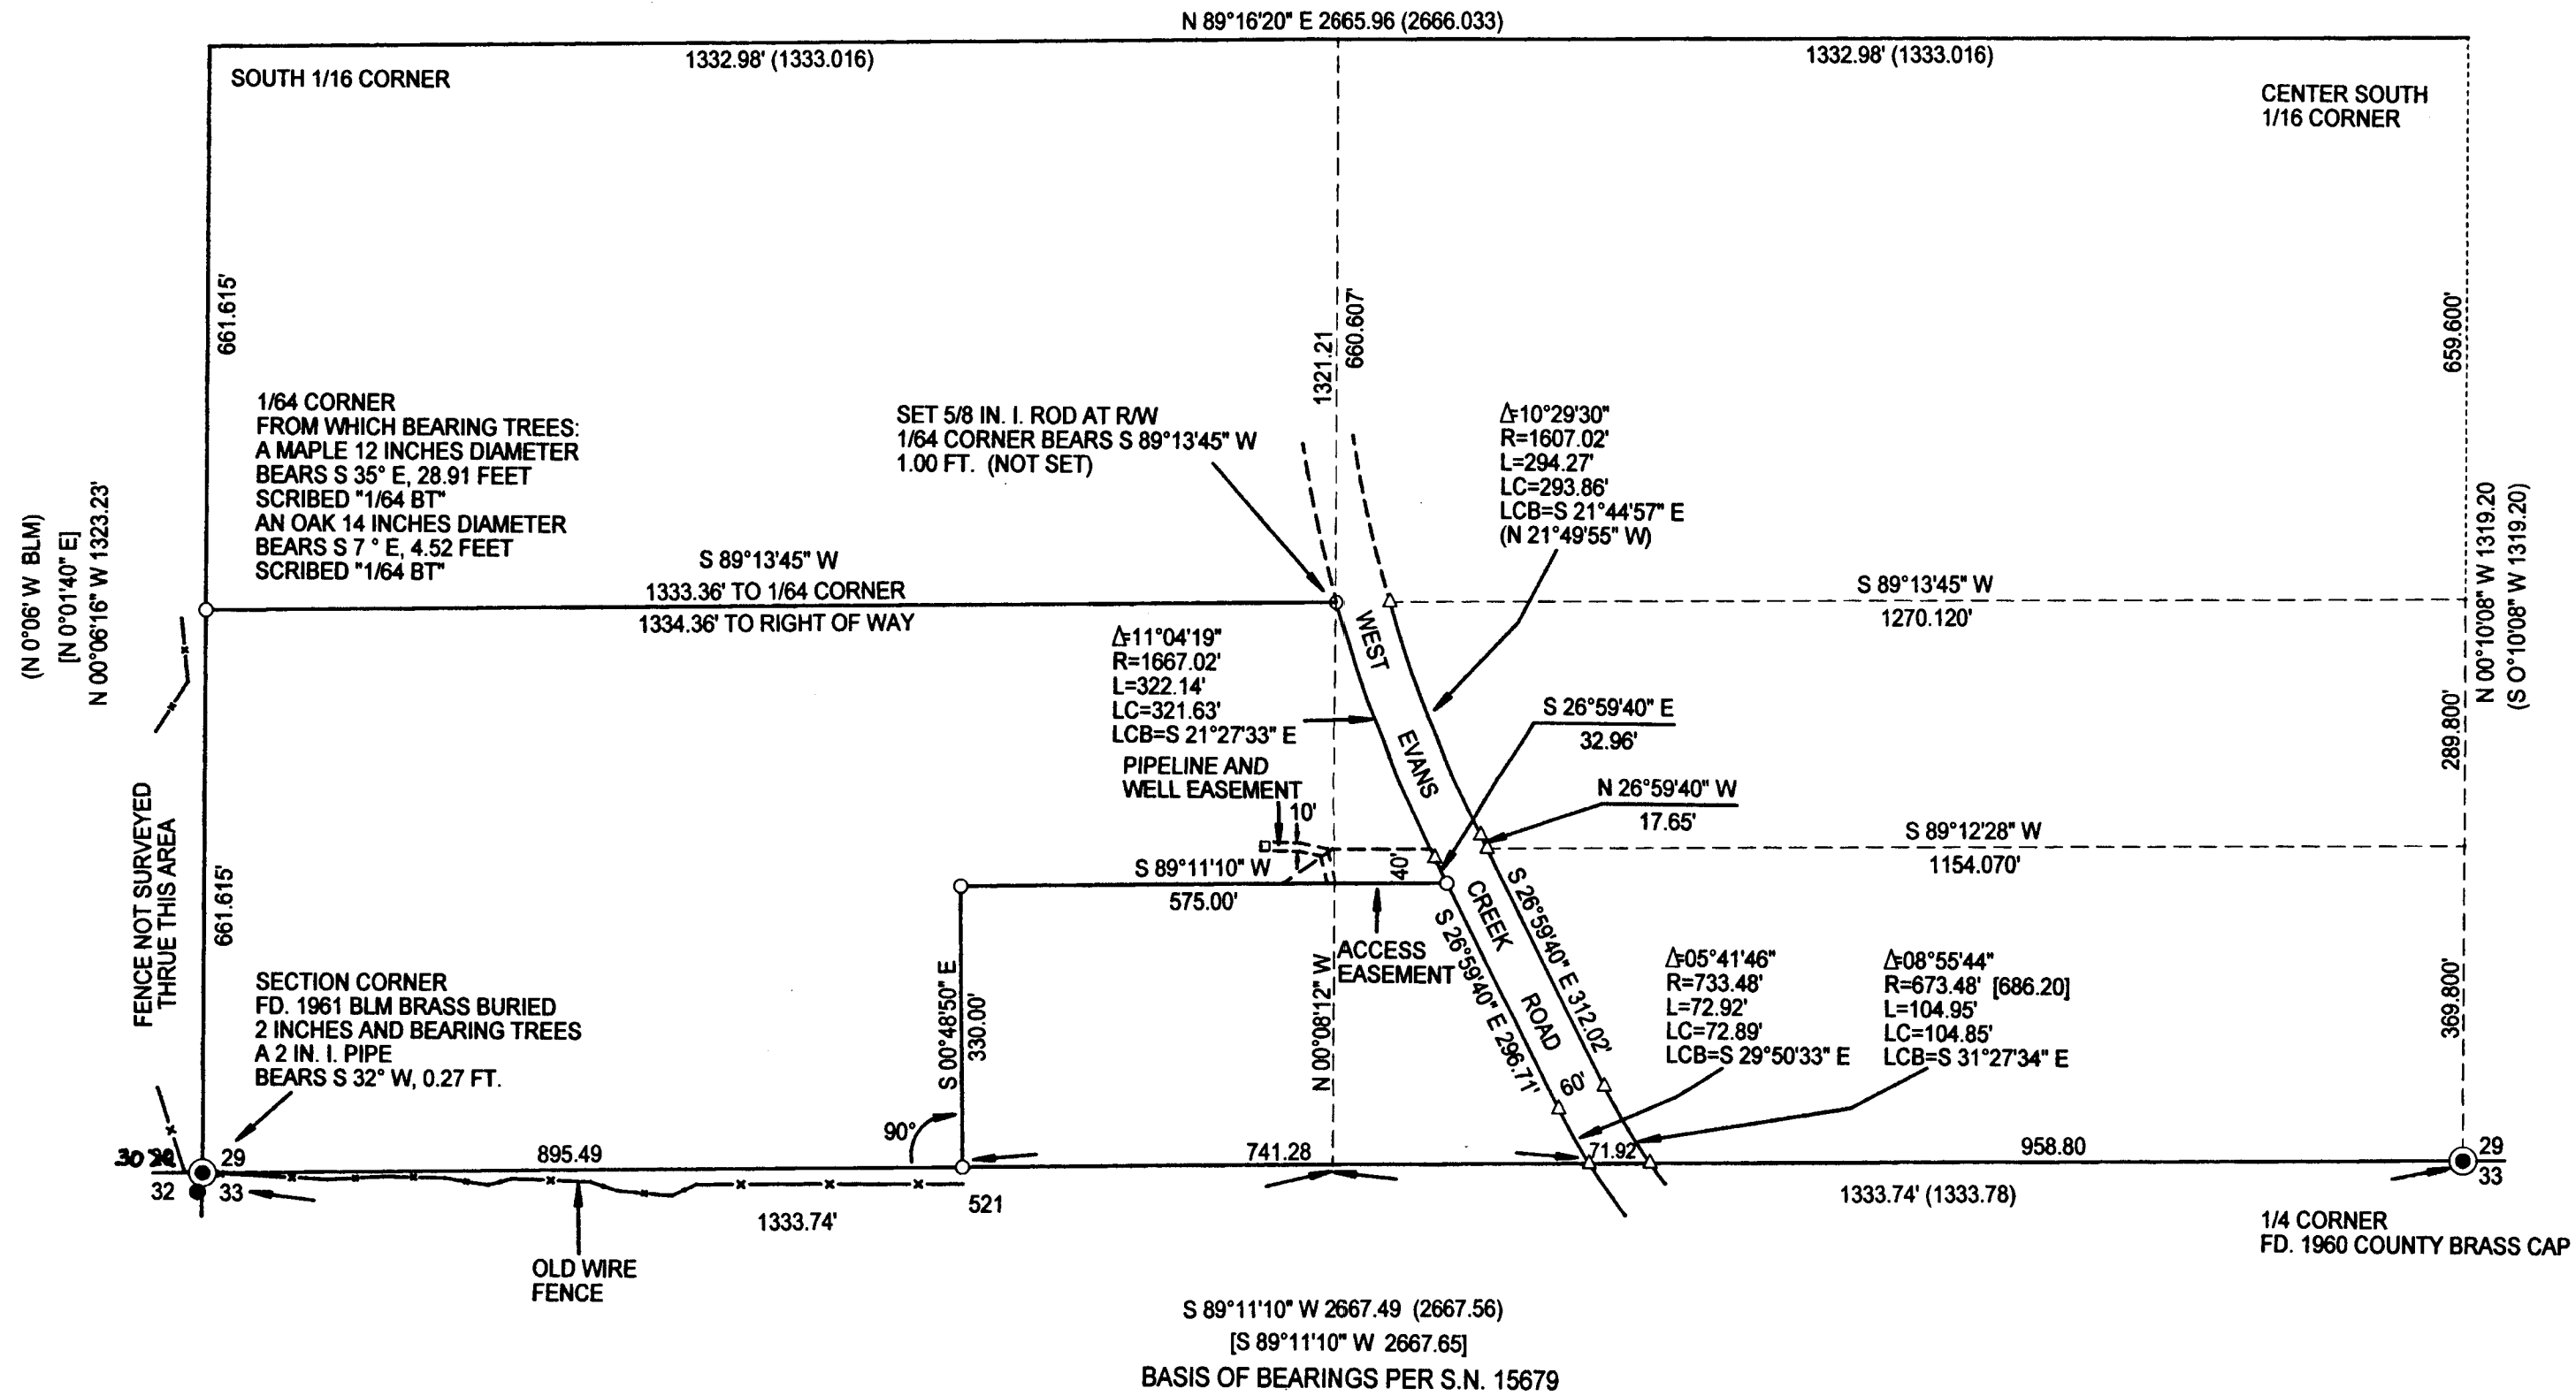 N 89°16'20" E 2665.96 (2666.033)
1332.98' (1333.016)
1332.98' (1333.016)
SOUTH 1/16 CORNER
CENTER SOUTH
1/16 CORNER
661.615'
1321.21
660.607'
659.600'
1/64 CORNER
FROM WHICH BEARING TREES:
A MAPLE 12 INCHES DIAMETER
BEARS S 35° E, 28.91 FEET
SCRIBED "1/64 BT"
AN OAK 14 INCHES DIAMETER
BEARS S 7 ° E, 4.52 FEET
SCRIBED "1/64 BT"
SET 5/8 IN. I. ROD AT R/W
1/64 CORNER BEARS S 89°13'45" W
1.00 FT. (NOT SET)
Δ=10°29'30"
R=1607.02'
L=294.27'
LC=293.86'
LCB=S 21°44'57" E
(N 21°49'55" W)
(N 0°06' W BLM)
[N 0°01'40" E]
N 00°06'16" W 1323.23'
N 00°10'08" W 1319.20
(S O°10'08" W 1319.20)
S 89°13'45" W
1333.36' TO 1/64 CORNER
1334.36' TO RIGHT OF WAY
S 89°13'45" W
1270.120'
Δ=11°04'19"
R=1667.02'
L=322.14'
LC=321.63'
LCB=S 21°27'33" E
WEST
EVANS
CREEK
ROAD
60'
S 26°59'40" E
32.96'
N 26°59'40" W
17.65'
289.800'
PIPELINE AND
WELL EASEMENT
10'
40'
S 89°12'28" W
1154.070'
S 89°11'10" W
575.00'
FENCE NOT SURVEYED
THRUE THIS AREA
661.615'
S 26°59'40" E 312.02'
S 26°59'40" E 296.71'
ACCESS
EASEMENT
N 00°08'12" W
S 00°48'50" E
330.00'
SECTION CORNER
FD. 1961 BLM BRASS BURIED
2 INCHES AND BEARING TREES
A 2 IN. I. PIPE
BEARS S 32° W, 0.27 FT.
Δ=05°41'46"
R=733.48'
L=72.92'
LC=72.89'
LCB=S 29°50'33" E
Δ=08°55'44"
R=673.48' [686.20]
L=104.95'
LC=104.85'
LCB=S 31°27'34" E
369.800'
90°
30
29
895.49
741.28
71.92
958.80
29
32
33
33
521
1333.74'
1333.74' (1333.78)
OLD WIRE
FENCE
1/4 CORNER
FD. 1960 COUNTY BRASS CAP
S 89°11'10" W 2667.49 (2667.56)
[S 89°11'10" W 2667.65]
BASIS OF BEARINGS PER S.N. 15679